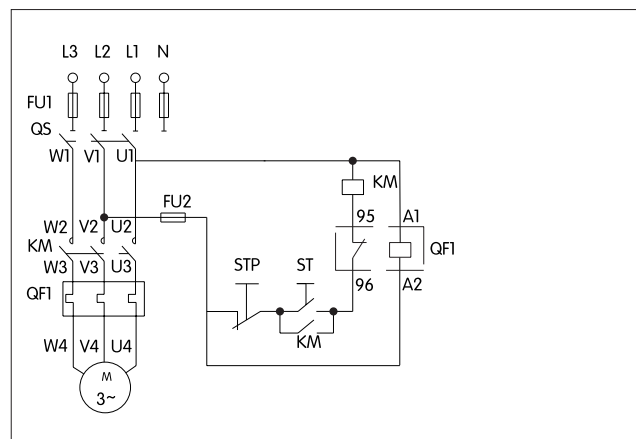 L3 L2 L1 N
FU1
QS
W1 V1 U1
KM
FU2
W2 V2 U2
95 A1
KM
QF1
W3 V3 U3
STP ST
QF1
96 A2
KM
W4 V4 U4
M
3~